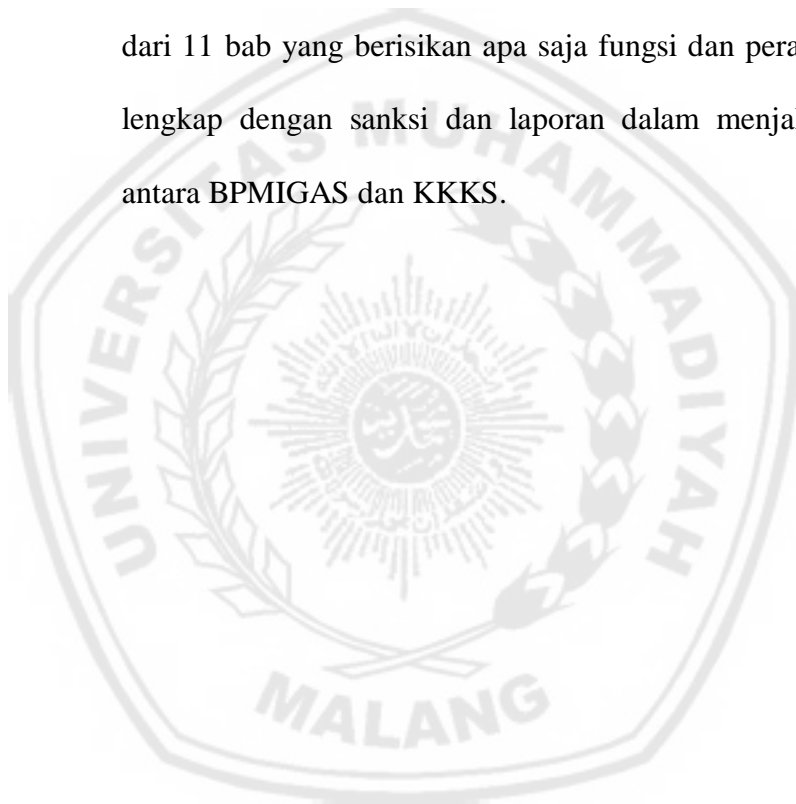 dari 11 bab yang berisikan apa saja fungsi dan pera
lengkap dengan sanksi dan laporan dalam menjal
antara BPMIGAS dan KKKS.
UNIVERSITAS MUHAMMADIYAH
MALANG